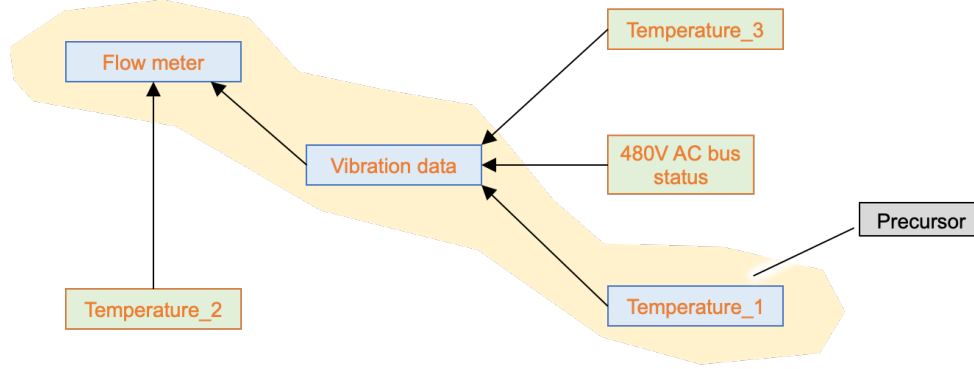 Temperature_3
Flow meter
480V AC bus
status
Vibration data
Precursor
Temperature_2
Temperature_1